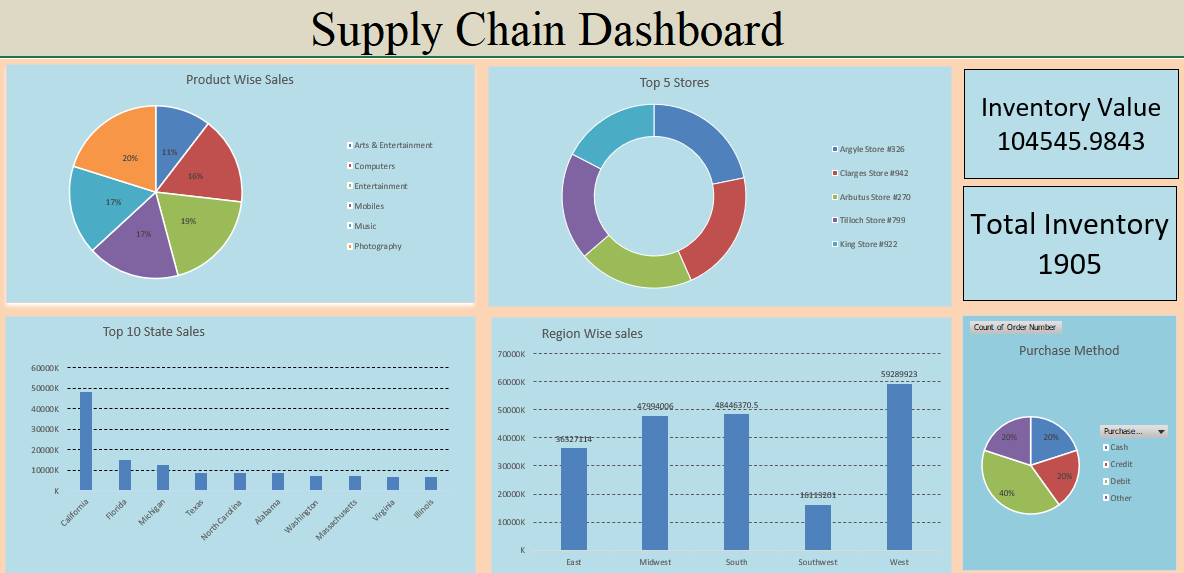 Supply Chain Dashboard
Product Wise Sales
11%
16%
19%
17%
17%
20%
Arts & Entertainment
Computers
Entertainment
Mobiles
Music
Photography
Top 5 Stores
Argyle Store #326
Clarges Store #942
Arbutus Store #270
Tilloch Store #799
King Store #922
Inventory Value
104545.9843
Total Inventory
1905
Top 10 State Sales
60000K
50000K
40000K
30000K
20000K
10000K
K
California
Florida
Michigan
Texas
North Carolina
Alabama
Washington
Massachusetts
Virginia
Illinois
Region Wise sales
70000K
60000K
50000K
40000K
30000K
20000K
10000K
K
36327114
47994006
48446370.5
16113201
59289923
East
Midwest
South
Southwest
West
Count of Order Number
Purchase Method
20%
20%
40%
20%
Purchase...
Cash
Credit
Debit
Other